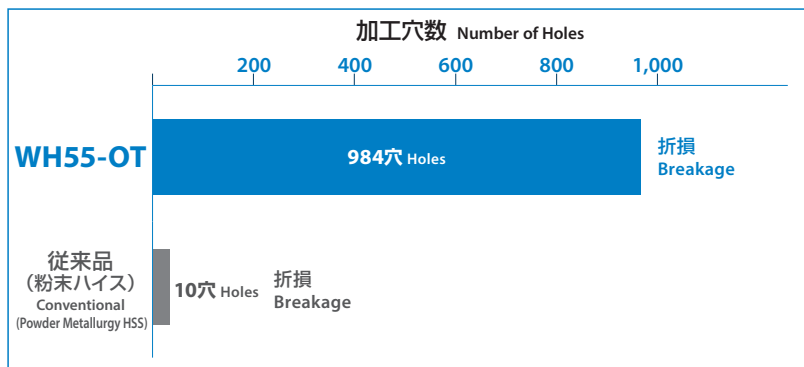 加工穴数 Number of Holes
200 400 600 800 1,000
WH55-OT
984穴 Holes
折損
Breakage
従来品
（粉末ハイス）
Conventional
(Powder Metallurgy HSS)
10穴 Holes
折損
Breakage